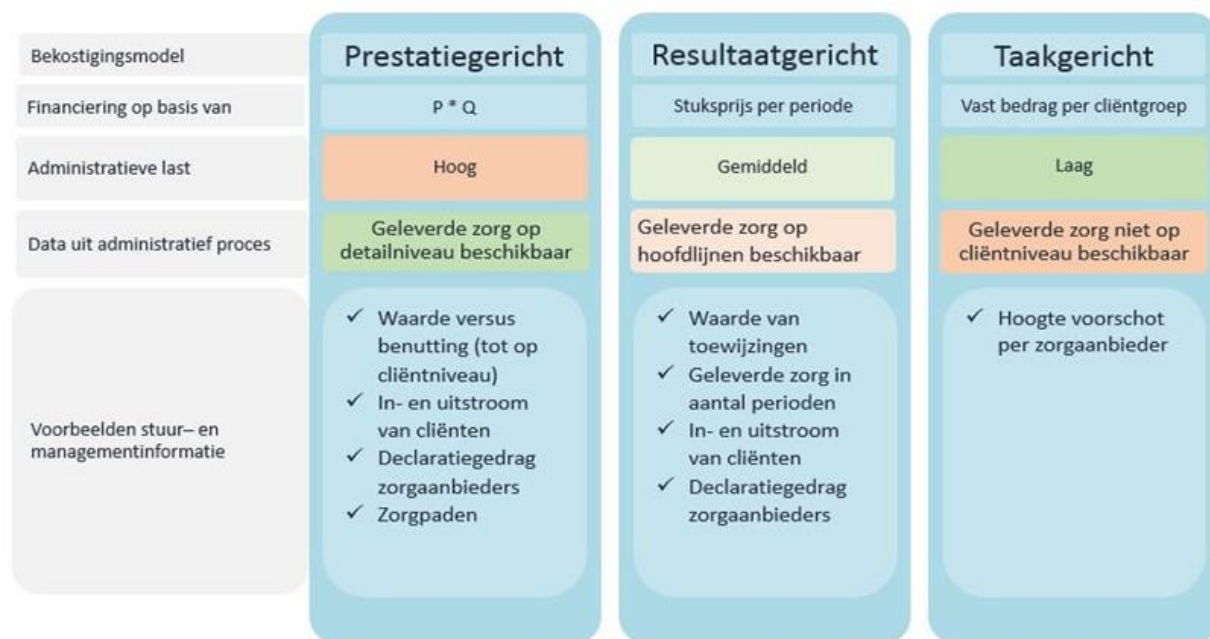 Bekostigingsmodel
Prestatiegericht
Resultaatgericht
Taakgericht
Financiering op basis van
P * Q
Stuksprijs per periode
Vast bedrag per cliëntgroep
Administratieve last
Hoog
Gemiddeld
Laag
Data uit administratief proces
Geleverde zorg op
detailniveau beschikbaar
Geleverde zorg op
hoofdlijnen beschikbaar
Geleverde zorg niet op
cliëntniveau beschikbaar
Voorbeelden stuur– en
managementinformatie
✓ Waarde versus
benutting (tot op
cliëntniveau)
✓ In- en uitstroom
van cliënten
✓ Declaratiegedrag
zorgaanbieders
✓ Zorgpaden
✓ Waarde van
toewijzingen
✓ Geleverde zorg in
aantal perioden
✓ In- en uitstroom
van cliënten
✓ Declaratiegedrag
zorgaanbieders
✓ Hoogte voorschot
per zorgaanbieder